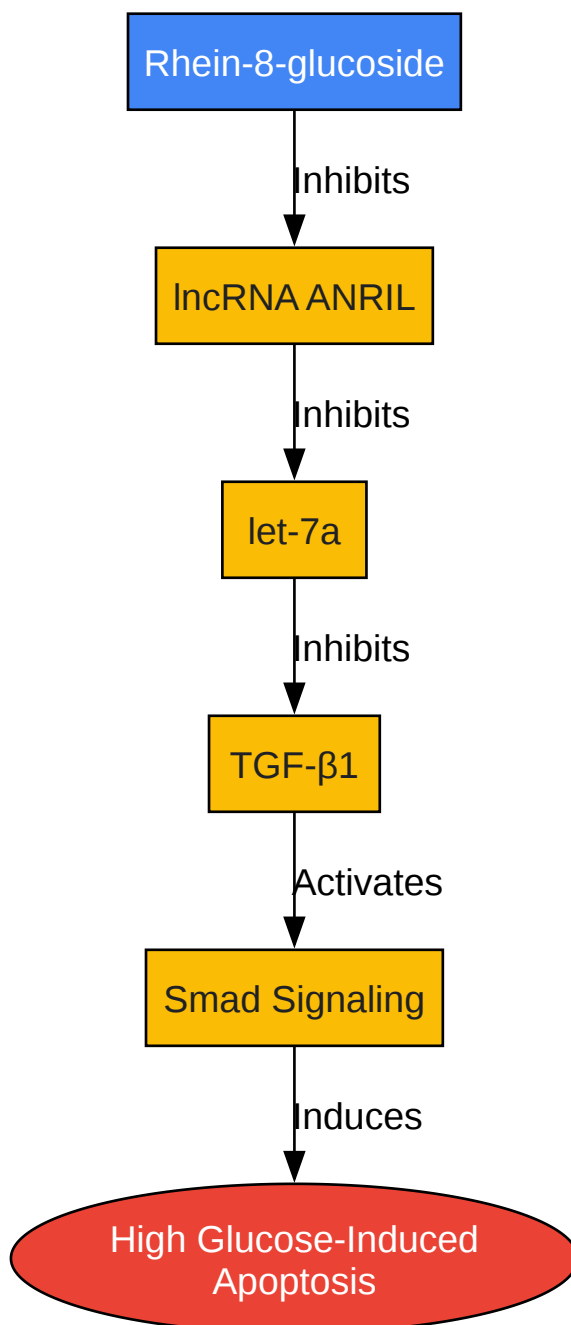 Rhein-8-glucoside
Inhibits
lncRNA ANRIL
Inhibits
let-7a
Inhibits
TGF-β1
Activates
Smad Signaling
Induces
High Glucose-Induced
Apoptosis